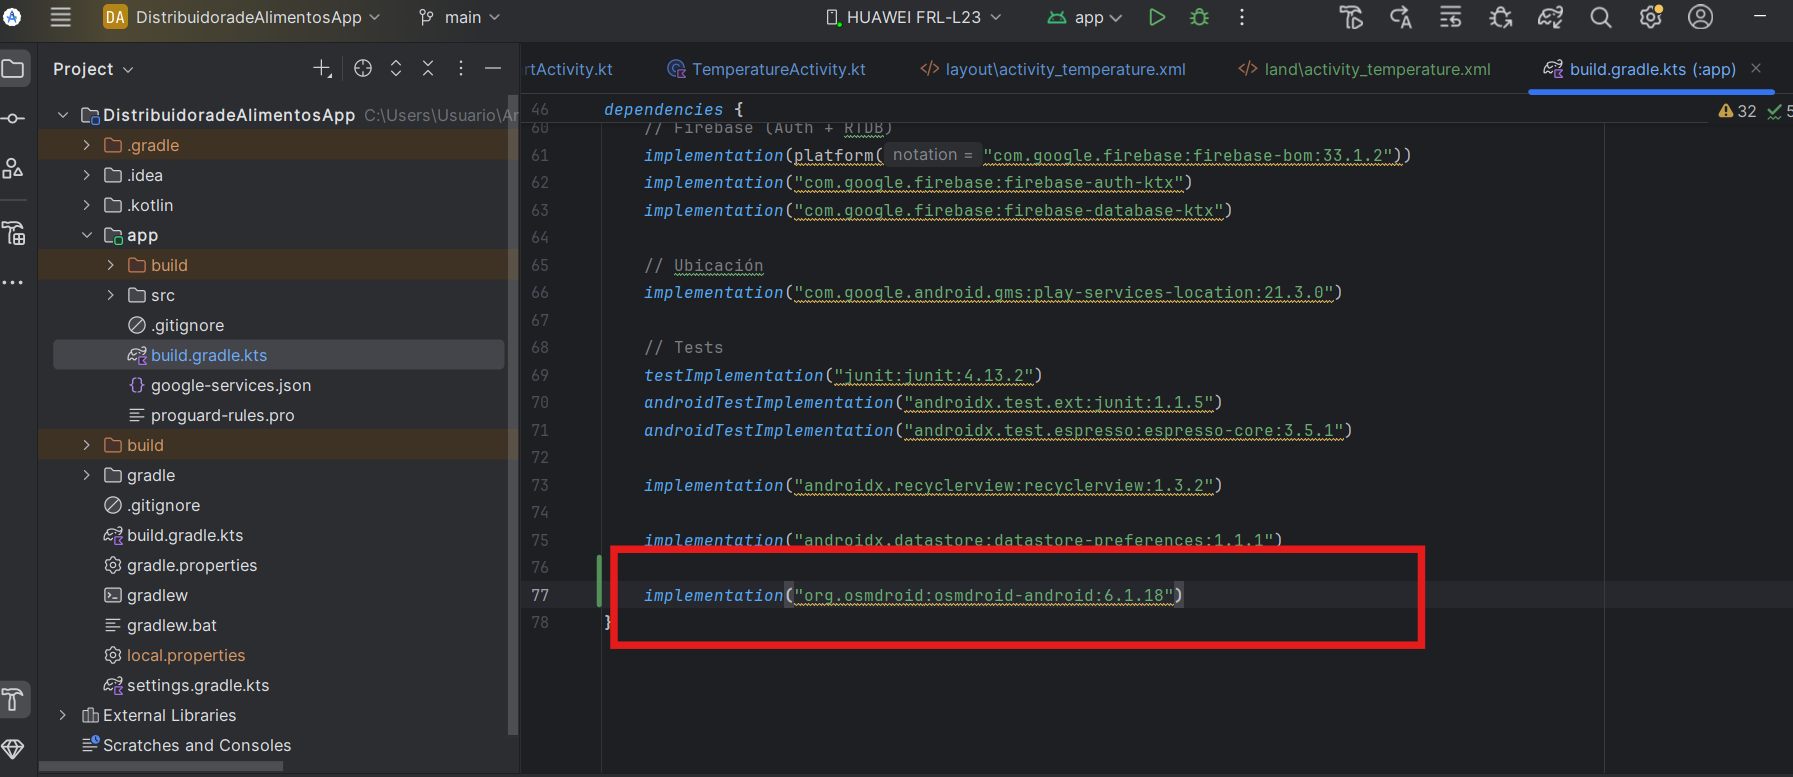 DA DistribuidoradeAlimentosApp main HUAWEI FRL-L23 app
Project
rtActivity.kt TemperatureActivity.kt layout\activity_temperature.xml land\activity_temperature.xml build.gradle.kts (:app)
DistribuidoradeAlimentosApp C:\Users\Usuario\Ar
.gradle
.idea
.kotlin
app
build
src
.gitignore
build.gradle.kts
google-services.json
proguard-rules.pro
build
gradle
.gitignore
build.gradle.kts
gradle.properties
gradlew
gradlew.bat
local.properties
settings.gradle.kts
External Libraries
Scratches and Consoles
46 dependencies {
32 5
60 // Firebase (Auth + RTDB)
61 implementation(platform( notation = "com.google.firebase:firebase-bom:33.1.2"))
62 implementation("com.google.firebase:firebase-auth-ktx")
63 implementation("com.google.firebase:firebase-database-ktx")
64
65 // Ubicación
66 implementation("com.google.android.gms:play-services-location:21.3.0")
67
68 // Tests
69 testImplementation("junit:junit:4.13.2")
70 androidTestImplementation("androidx.test.ext:junit:1.1.5")
71 androidTestImplementation("androidx.test.espresso:espresso-core:3.5.1")
72
73 implementation("androidx.recyclerview:recyclerview:1.3.2")
74
75 implementation("androidx.datastore:datastore-preferences:1.1.1")
76
77 implementation("org.osmdroid:osmdroid-android:6.1.18")
78 }